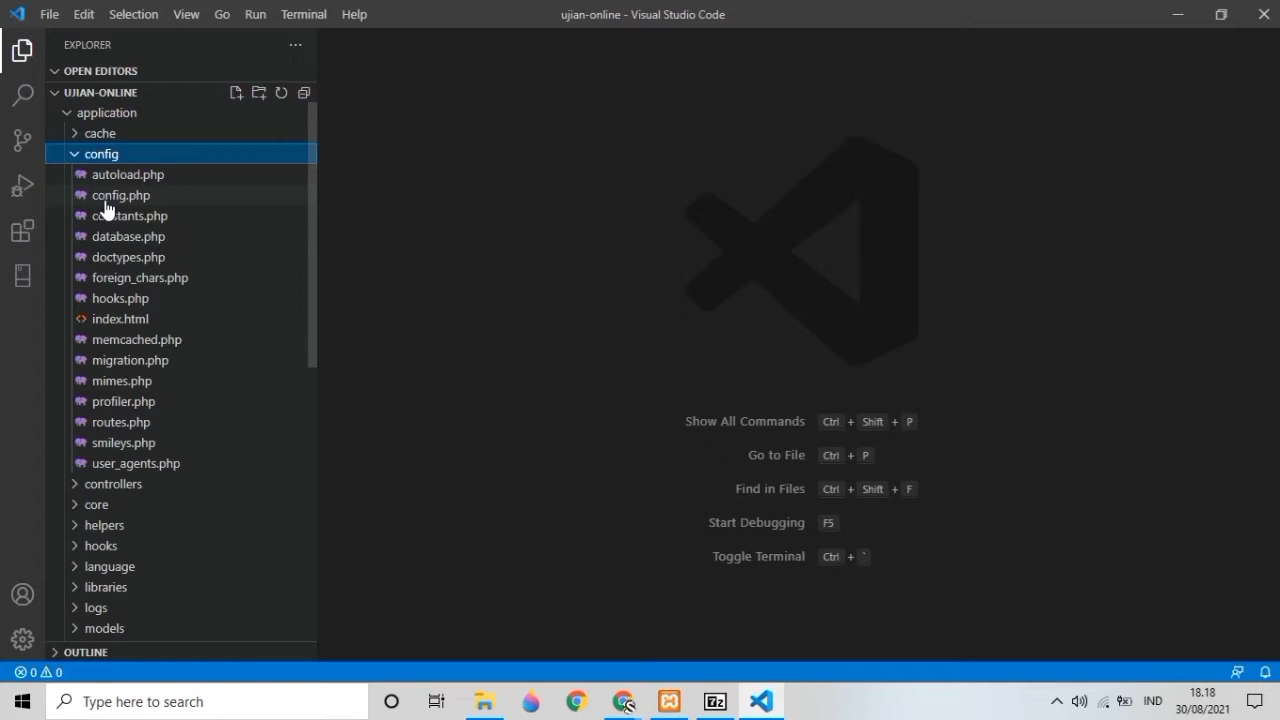 File Edit Selection View Go Run Terminal Help
ujian-online - Visual Studio Code
EXPLORER
OPEN EDITORS
UJIAN-ONLINE
application
cache
config
autoload.php
config.php
constants.php
database.php
doctypes.php
foreign_chars.php
hooks.php
index.html
memcached.php
migration.php
mimes.php
profiler.php
routes.php
smileys.php
user_agents.php
controllers
core
helpers
hooks
language
libraries
logs
models
OUTLINE
Show All Commands Ctrl + Shift + P
Go to File Ctrl + P
Find in Files Ctrl + Shift + F
Start Debugging F5
Toggle Terminal Ctrl + `
0 0
Type here to search
7z
IND
18.18
30/08/2021